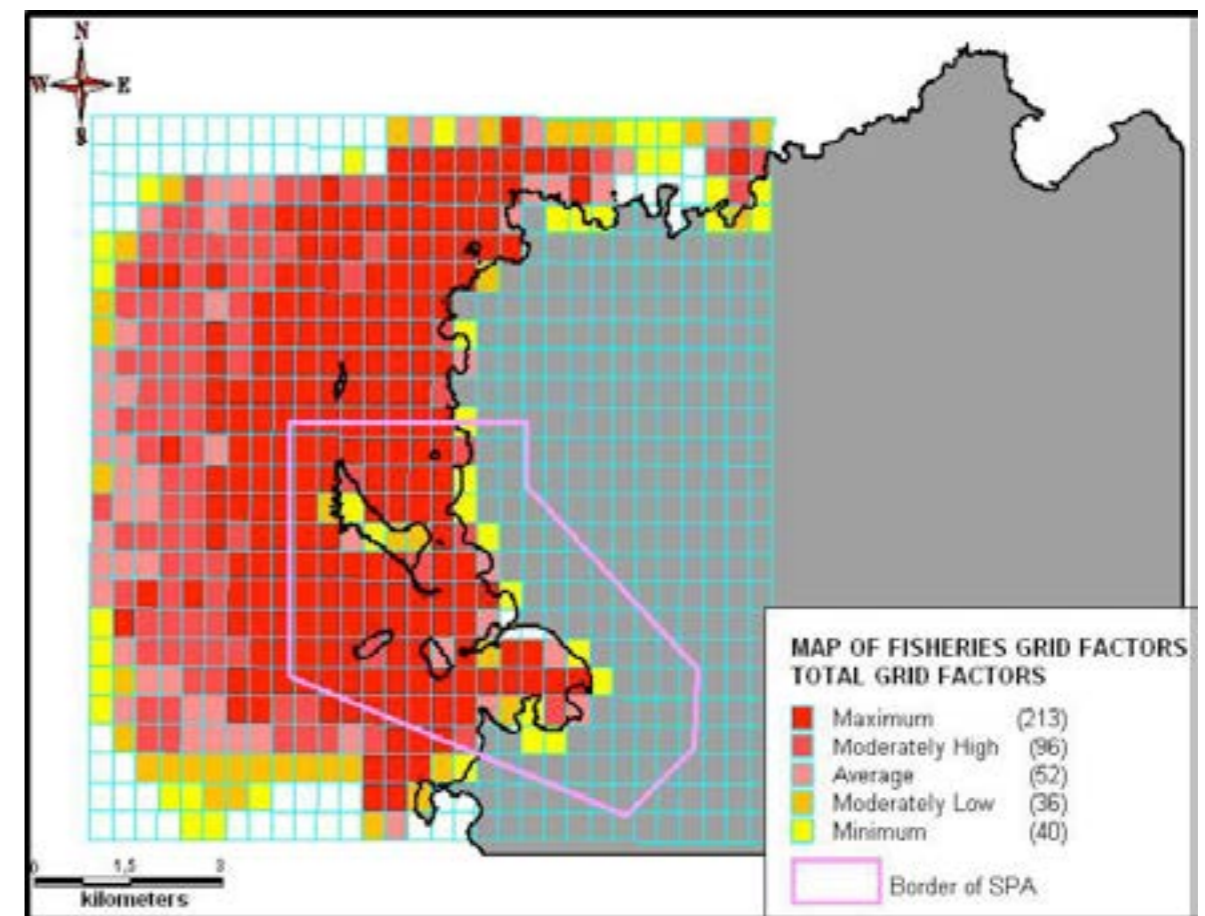 N
W E
S
MAP OF FISHERIES GRID FACTORS
TOTAL GRID FACTORS
Maximum (213)
Moderately High (96)
Average (52)
Moderately Low (36)
Minimum (40)
Border of SPA
0 1,5 3
kilometers